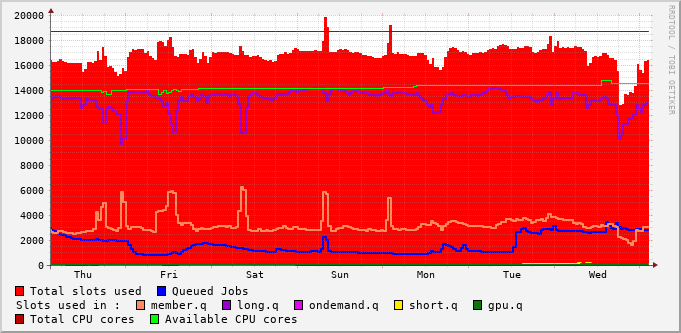 20000
18000
16000
14000
12000
10000
8000
6000
4000
2000
0
Thu Fri Sat Sun Mon Tue Wed
RRDTOOL / TOBI OETIKER
Total slots used Queued Jobs
Slots used in : member.q long.q ondemand.q short.q gpu.q
Total CPU cores Available CPU cores